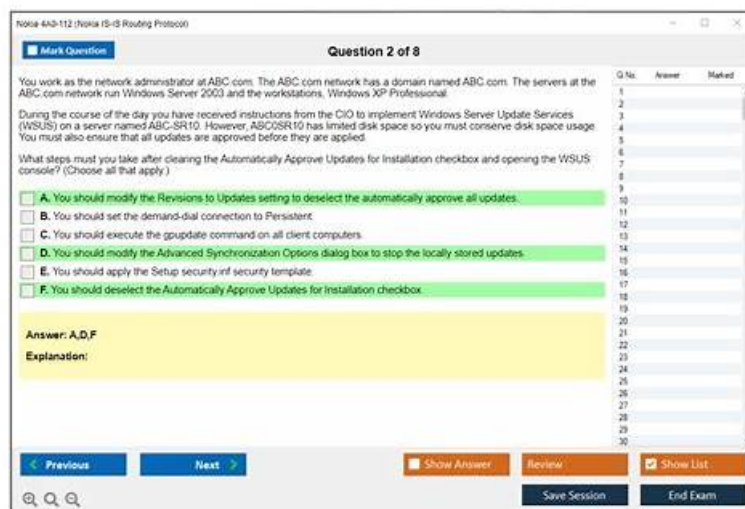 Nokia 4A0-112 (Nokia IS-IS Routing Protocol)
Mark Question
Question 2 of 8
You work as the network administrator at ABC.com. The ABC.com network has a domain named ABC.com. The servers at the
ABC.com network run Windows Server 2003 and the workstations, Windows XP Professional.
During the course of the day you have received instructions from the CIO to implement Windows Server Update Services
(WSUS) on a server named ABC-SR10. However, ABC0SR10 has limited disk space so you must conserve disk space usage.
You must also ensure that all updates are approved before they are applied.
What steps must you take after clearing the Automatically Approve Updates for Installation checkbox and opening the WSUS
console? (Choose all that apply.)
A. You should modify the Revisions to Updates setting to deselect the automatically approve all updates.
B. You should set the demand-dial connection to Persistent.
C. You should execute the gpupdate command on all client computers.
D. You should modify the Advanced Synchronization Options dialog box to stop the locally stored updates.
E. You should apply the Setup security.inf security template.
F. You should deselect the Automatically Approve Updates for Installation checkbox.
Answer: A,D,F
Explanation:
Q.No. Answer Marked
1
2
3
4
5
6
7
8
9
10
11
12
13
14
15
16
17
18
19
20
21
22
23
24
25
26
27
28
29
30
Previous
Next
Show Answer
Review
Show List
Save Session
End Exam